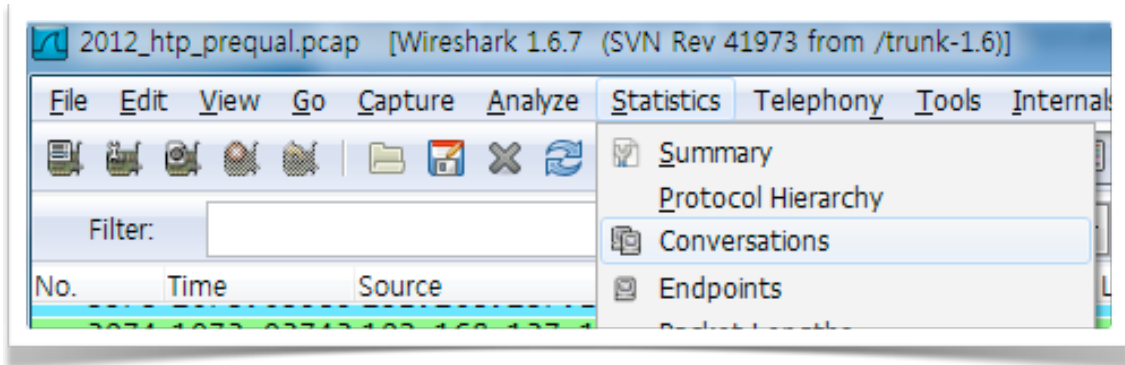 2012_htp_prequal.pcap [Wireshark 1.6.7 (SVN Rev 41973 from /trunk-1.6)]
File Edit View Go Capture Analyze Statistics Telephony Tools Internals
Summary
Protocol Hierarchy
Filter:
Conversations
No. Time Source
Endpoints